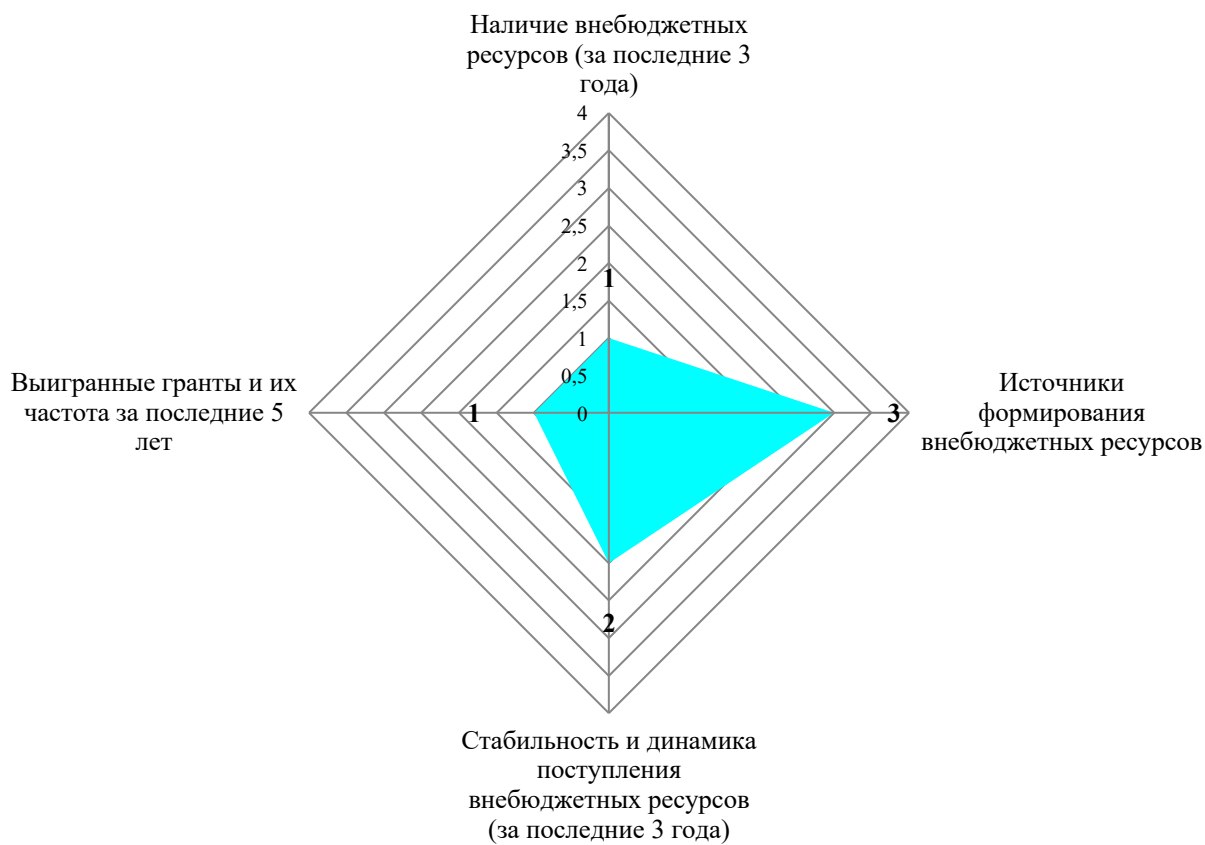 Наличие внебюджетных
ресурсов (за последние 3
года)
4
3,5
3
2,5
2
1
1,5
1
0,5
0
Выигранные гранты и их
частота за последние 5
лет
1
3
Источники
формирования
внебюджетных ресурсов
2
Стабильность и динамика
поступления
внебюджетных ресурсов
(за последние 3 года)